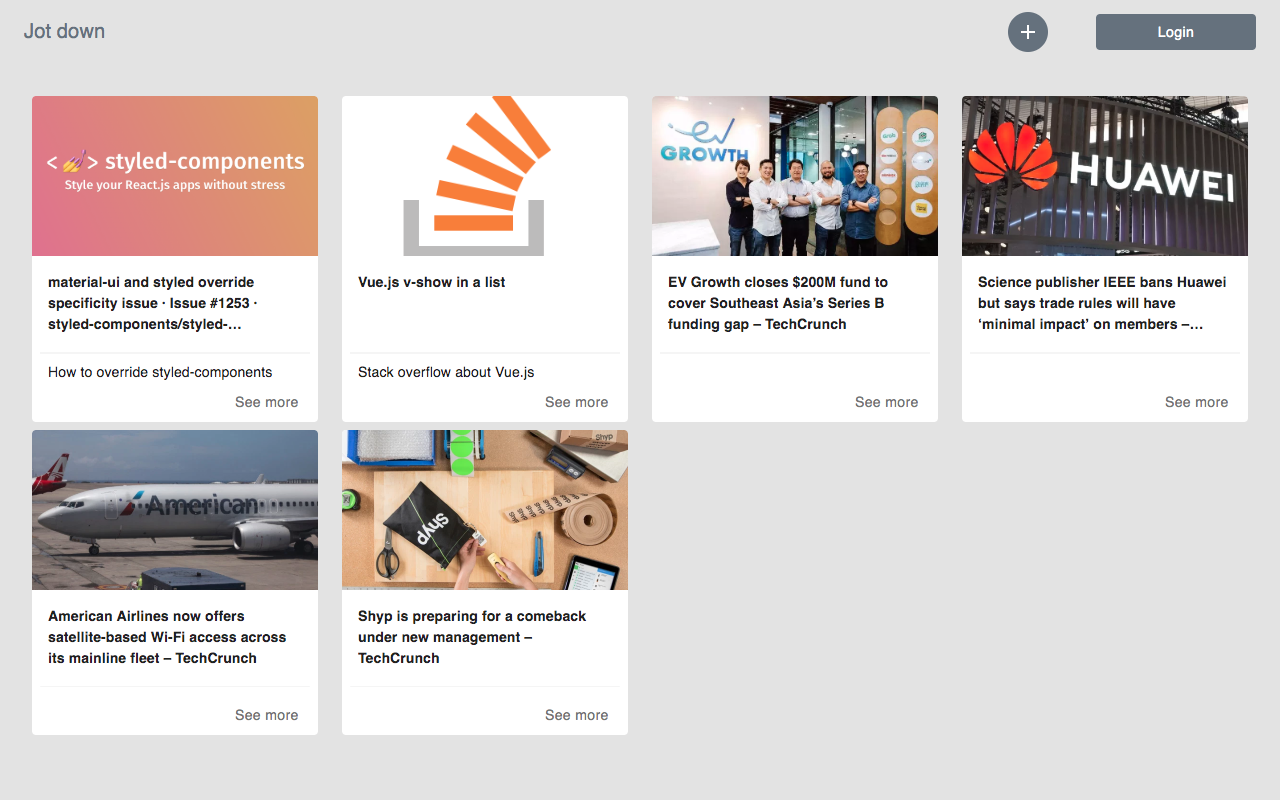 Jot down
Login
< 💅 > styled-components
Style your React.js apps without stress
material-ui and styled override
specificity issue · Issue #1253 ·
styled-components/styled-…
How to override styled-components
See more
Vue.js v-show in a list
Stack overflow about Vue.js
See more
ev
GROWTH
Grab
EV Growth closes $200M fund to
cover Southeast Asia’s Series B
funding gap – TechCrunch
See more
HUAWEI
Science publisher IEEE bans Huawei
but says trade rules will have
‘minimal impact’ on members –…
See more
American
American Airlines now offers
satellite-based Wi-Fi access across
its mainline fleet – TechCrunch
See more
Shyp
Shyp
Shyp is preparing for a comeback
under new management –
TechCrunch
See more